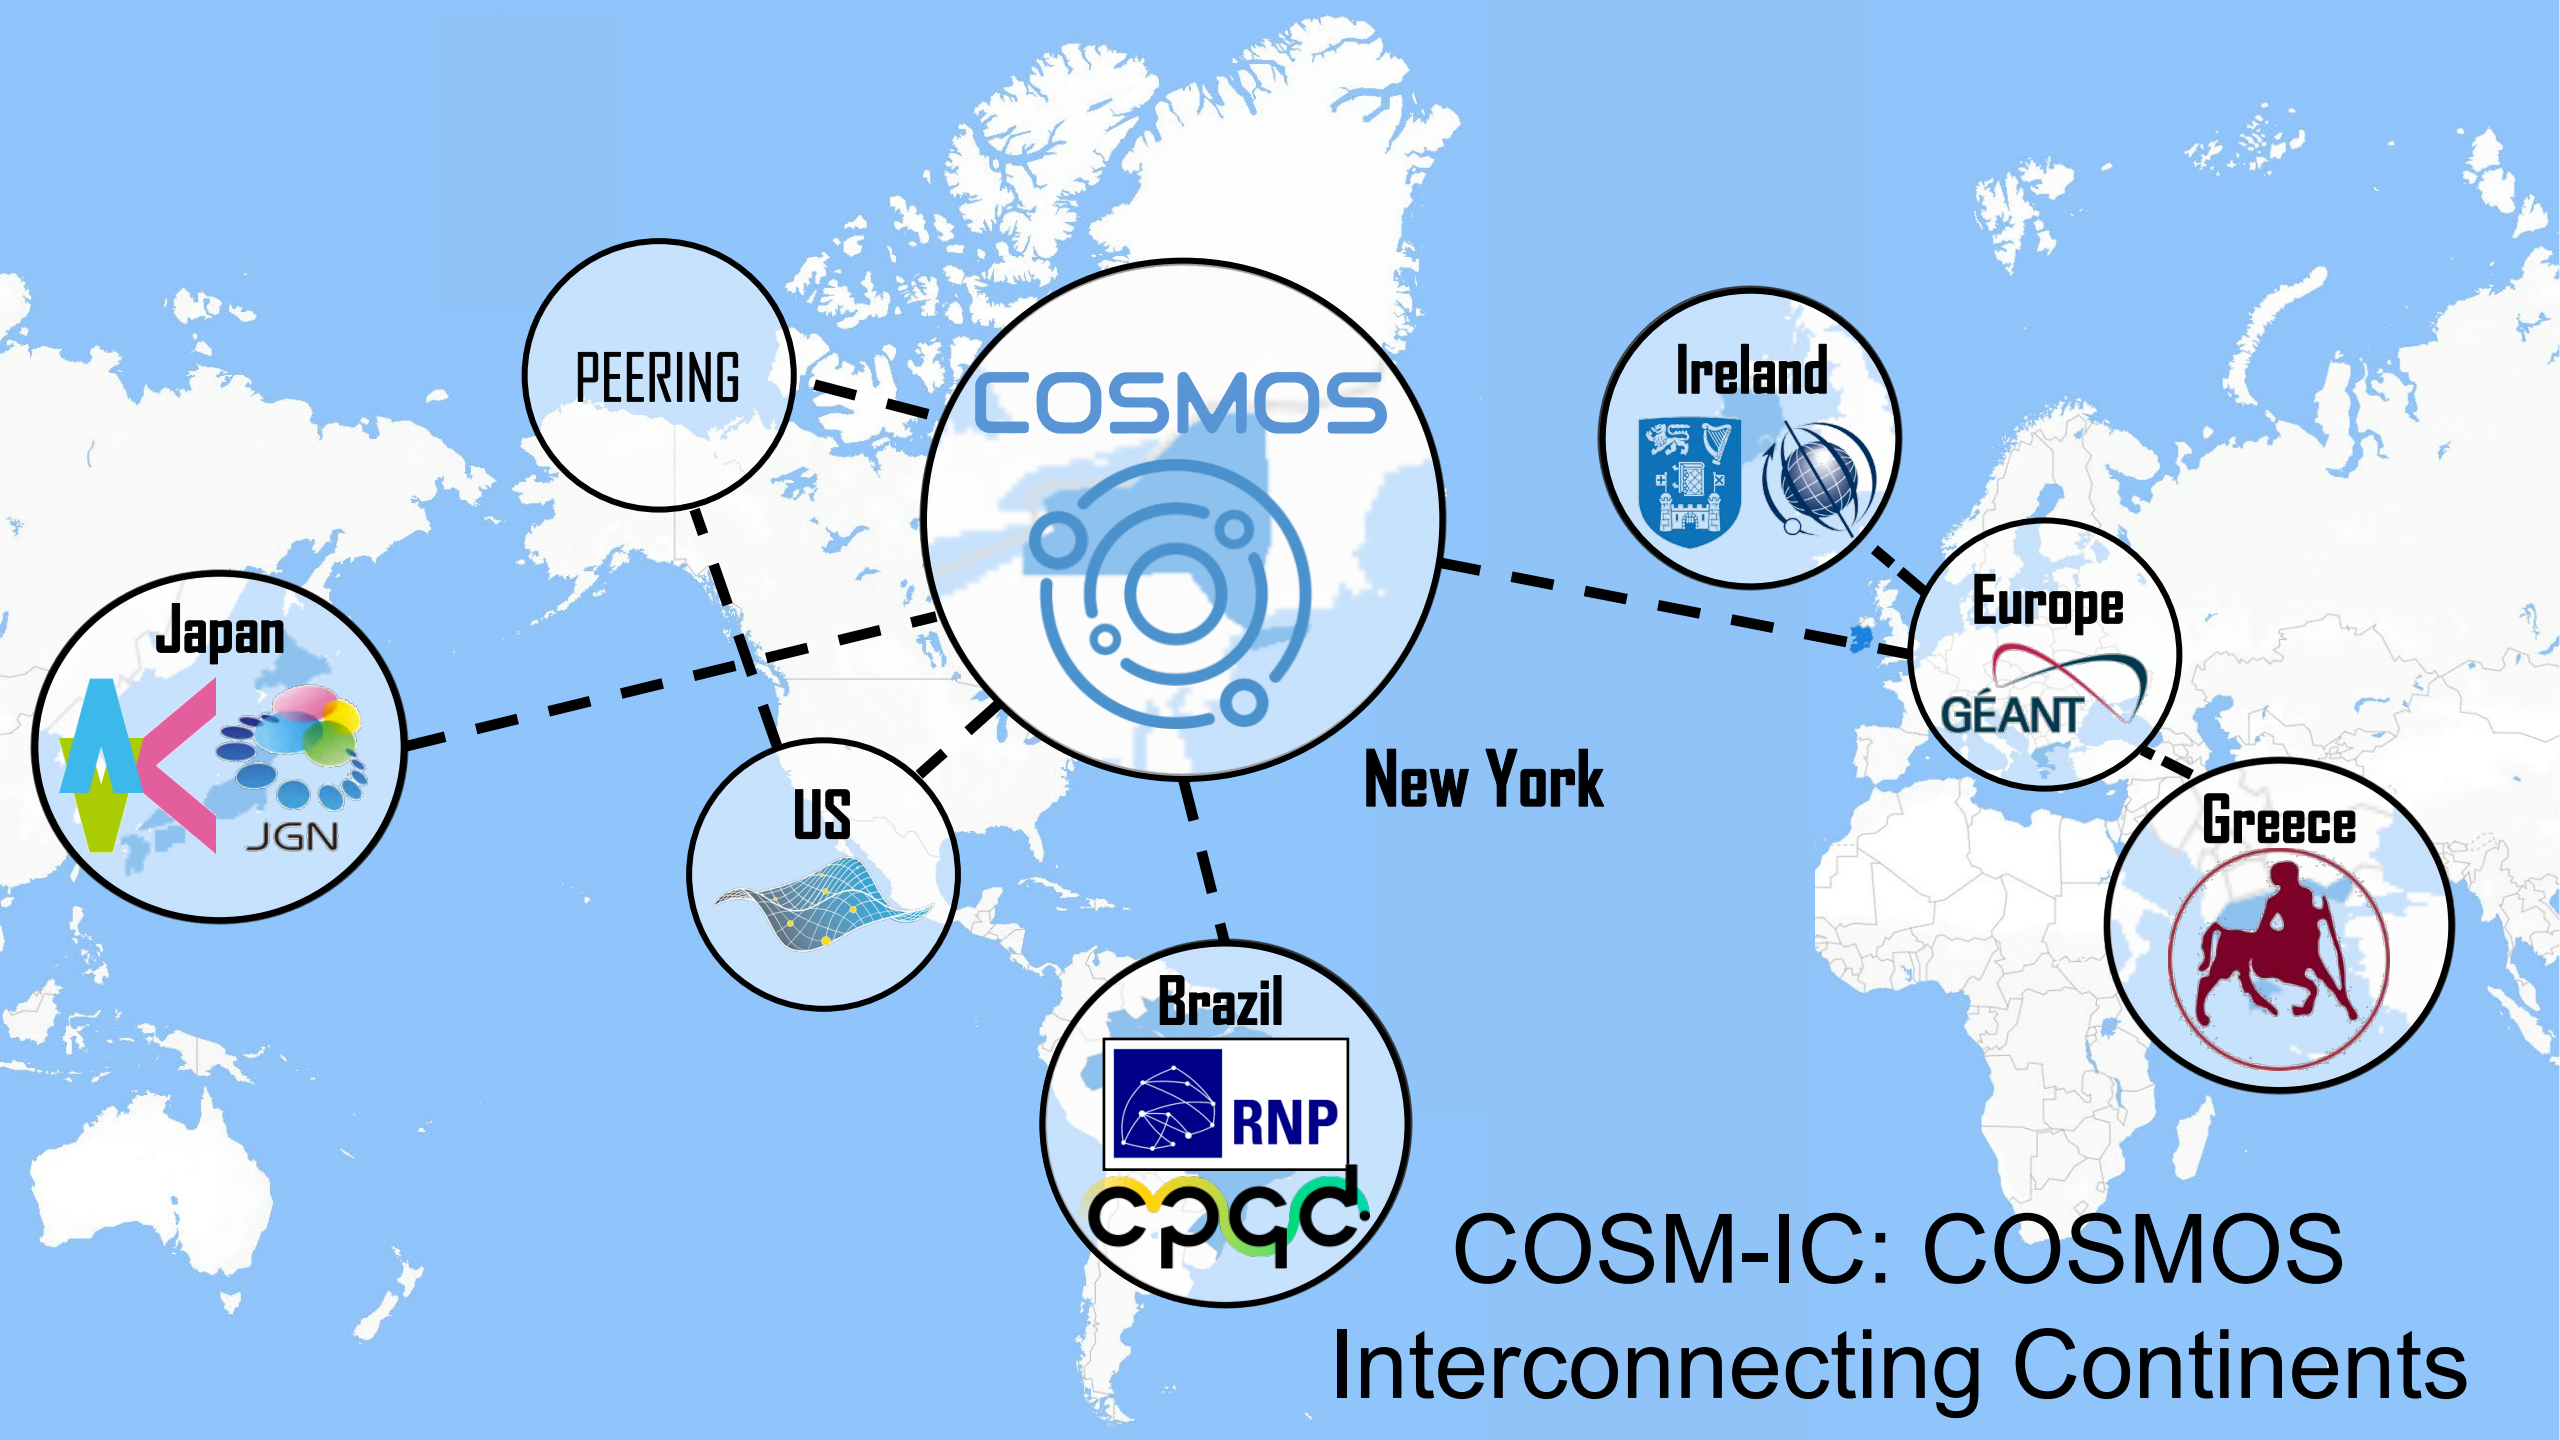 PEERING
COSMOS
New York
Ireland
Europe
GÉANT
Greece
Japan
JGN
US
Brazil
RNP
cpqd
COSM-IC: COSMOS
Interconnecting Continents